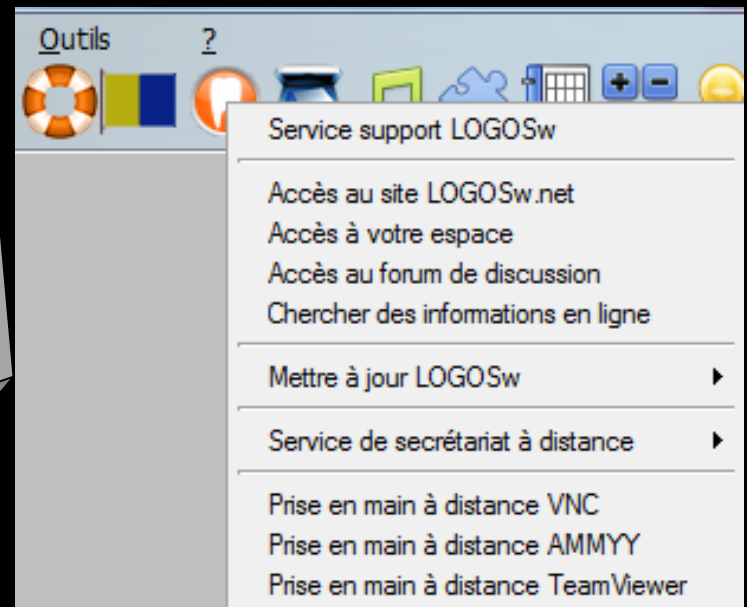 Outils ?
Service support LOGOSw
Accès au site LOGOSw.net
Accès à votre espace
Accès au forum de discussion
Chercher des informations en ligne
Mettre à jour LOGOSw
Service de secrétariat à distance
Prise en main à distance VNC
Prise en main à distance AMMYY
Prise en main à distance TeamViewer